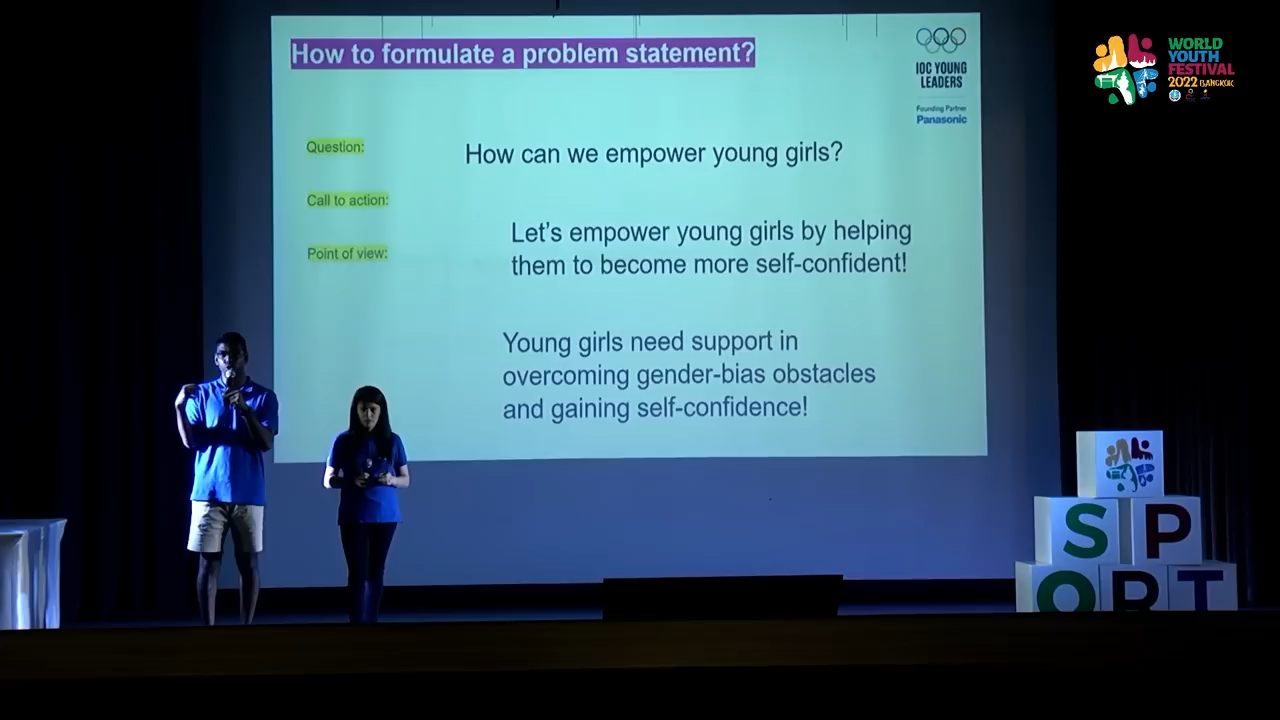 How to formulate a problem statement?
IOC YOUNG
LEADERS
Founding Partner
Panasonic
WORLD
YOUTH
FESTIVAL
2022 BANGKOK
Question:
How can we empower young girls?
Call to action:
Let's empower young girls by helping
them to become more self-confident!
Point of view:
Young girls need support in
overcoming gender-bias obstacles
and gaining self-confidence!
S P
O R T